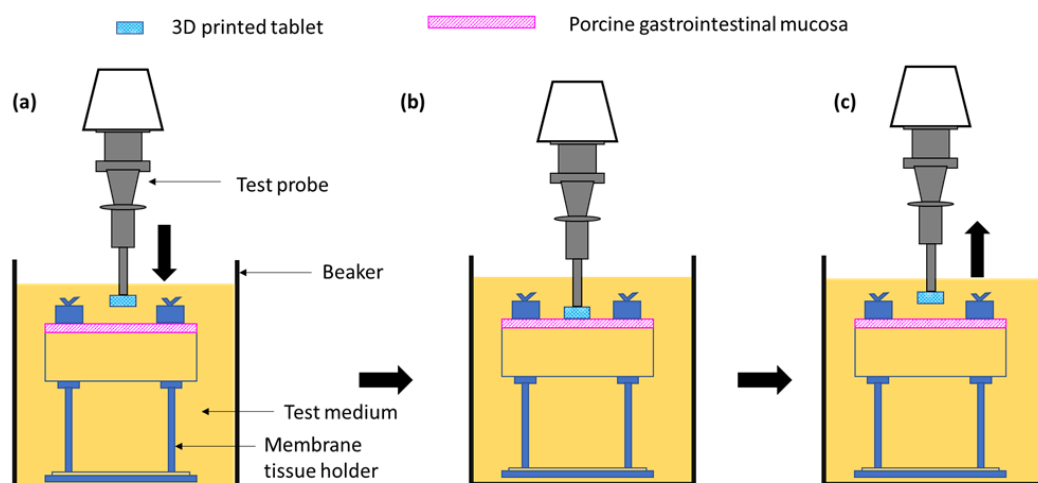 3D printed tablet
Porcine gastrointestinal mucosa
(a)
(b)
(c)
Test probe
Beaker
Test medium
Membrane
tissue holder